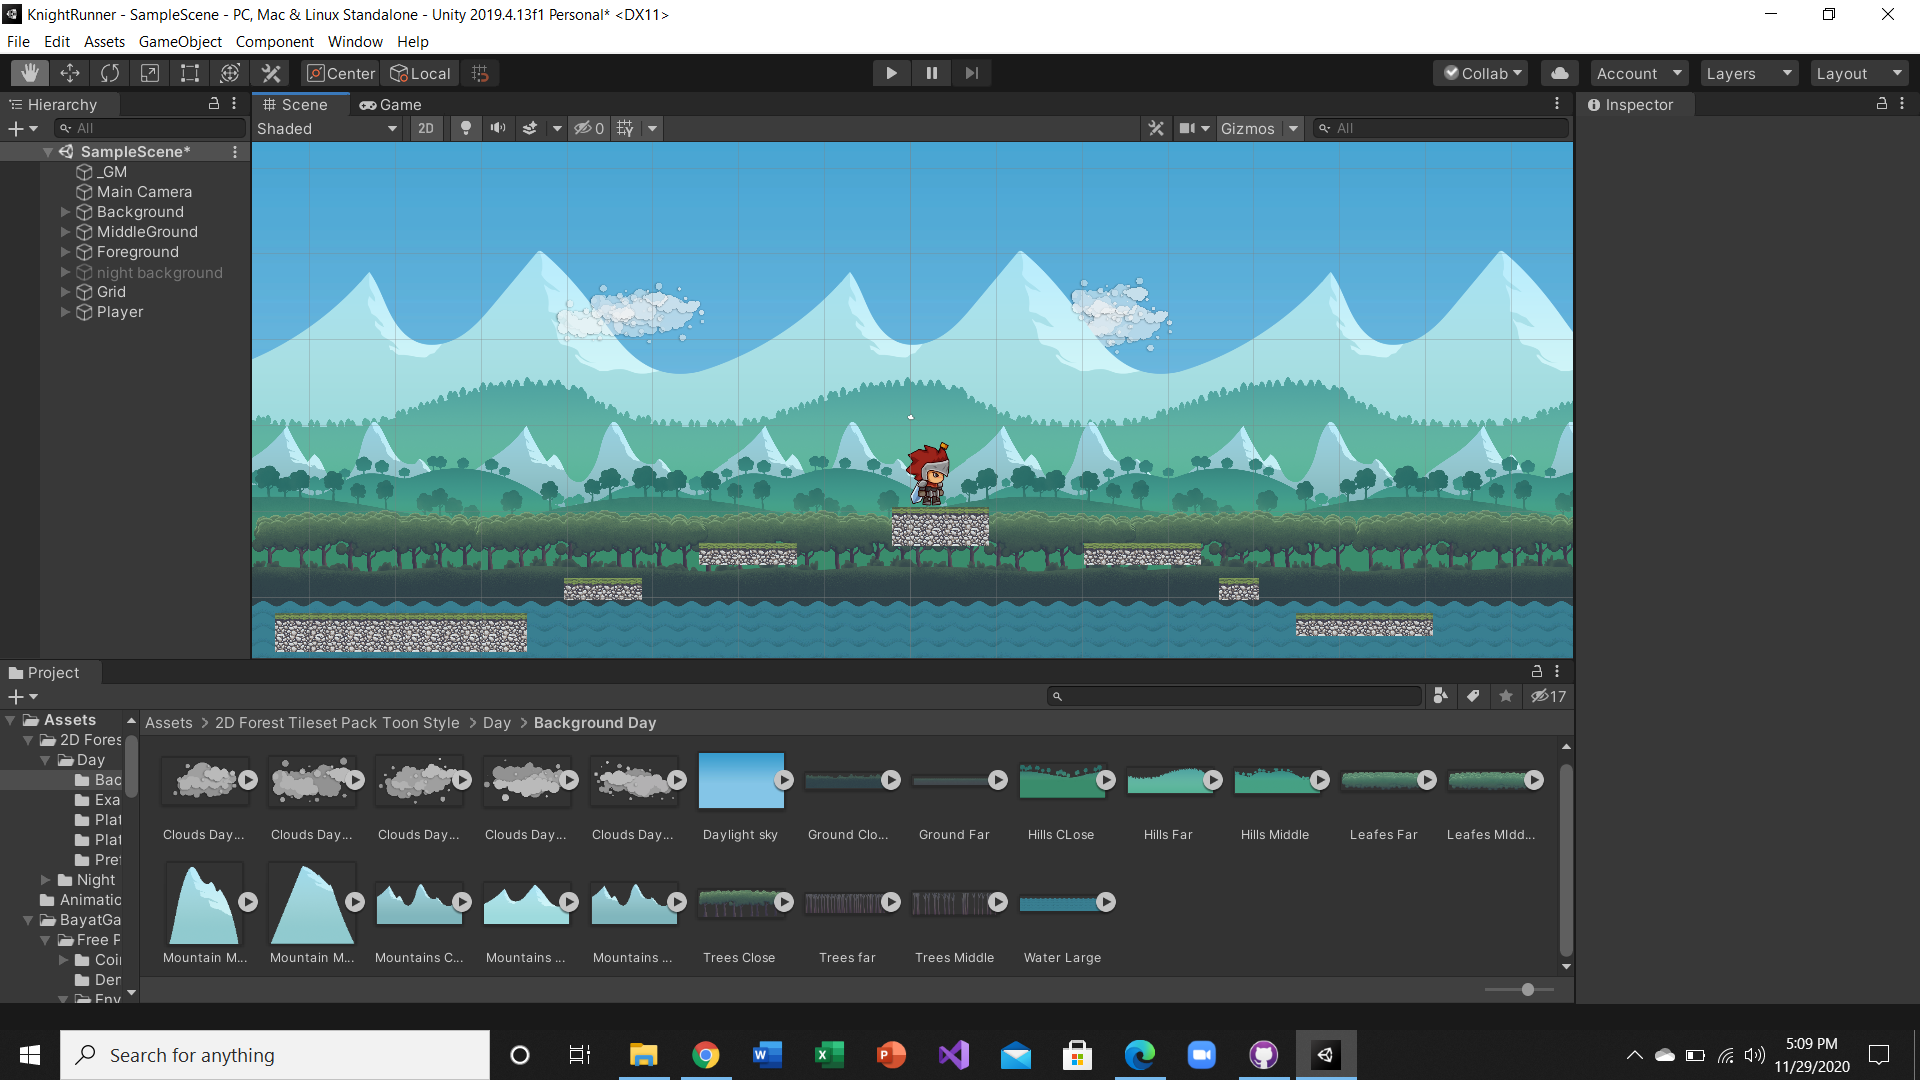 KnightRunner - SampleScene - PC, Mac & Linux Standalone - Unity 2019.4.13f1 Personal* <DX11>
File Edit Assets GameObject Component Window Help
Center Local Collab Account Layers Layout
Hierarchy Scene Game Inspector
All Shaded 2D 0 Gizmos All
SampleScene*
_GM
Main Camera
Background
MiddleGround
Foreground
night background
Grid
Player
Project
17
Assets > 2D Forest Tileset Pack Toon Style > Day > Background Day
Assets
2D Fores
Day
Bac
Exa
Plat
Plat
Pref
Night
Animatio
BayatGa
Free P
Coi
Den
Env
Clouds Day... Clouds Day... Clouds Day... Clouds Day... Clouds Day... Daylight sky Ground Clo... Ground Far Hills CLose Hills Far Hills Middle Leafes Far Leafes MIdd...
Mountain M... Mountain M... Mountains C... Mountains ... Mountains ... Trees Close Trees far Trees Middle Water Large
Search for anything
5:09 PM
11/29/2020